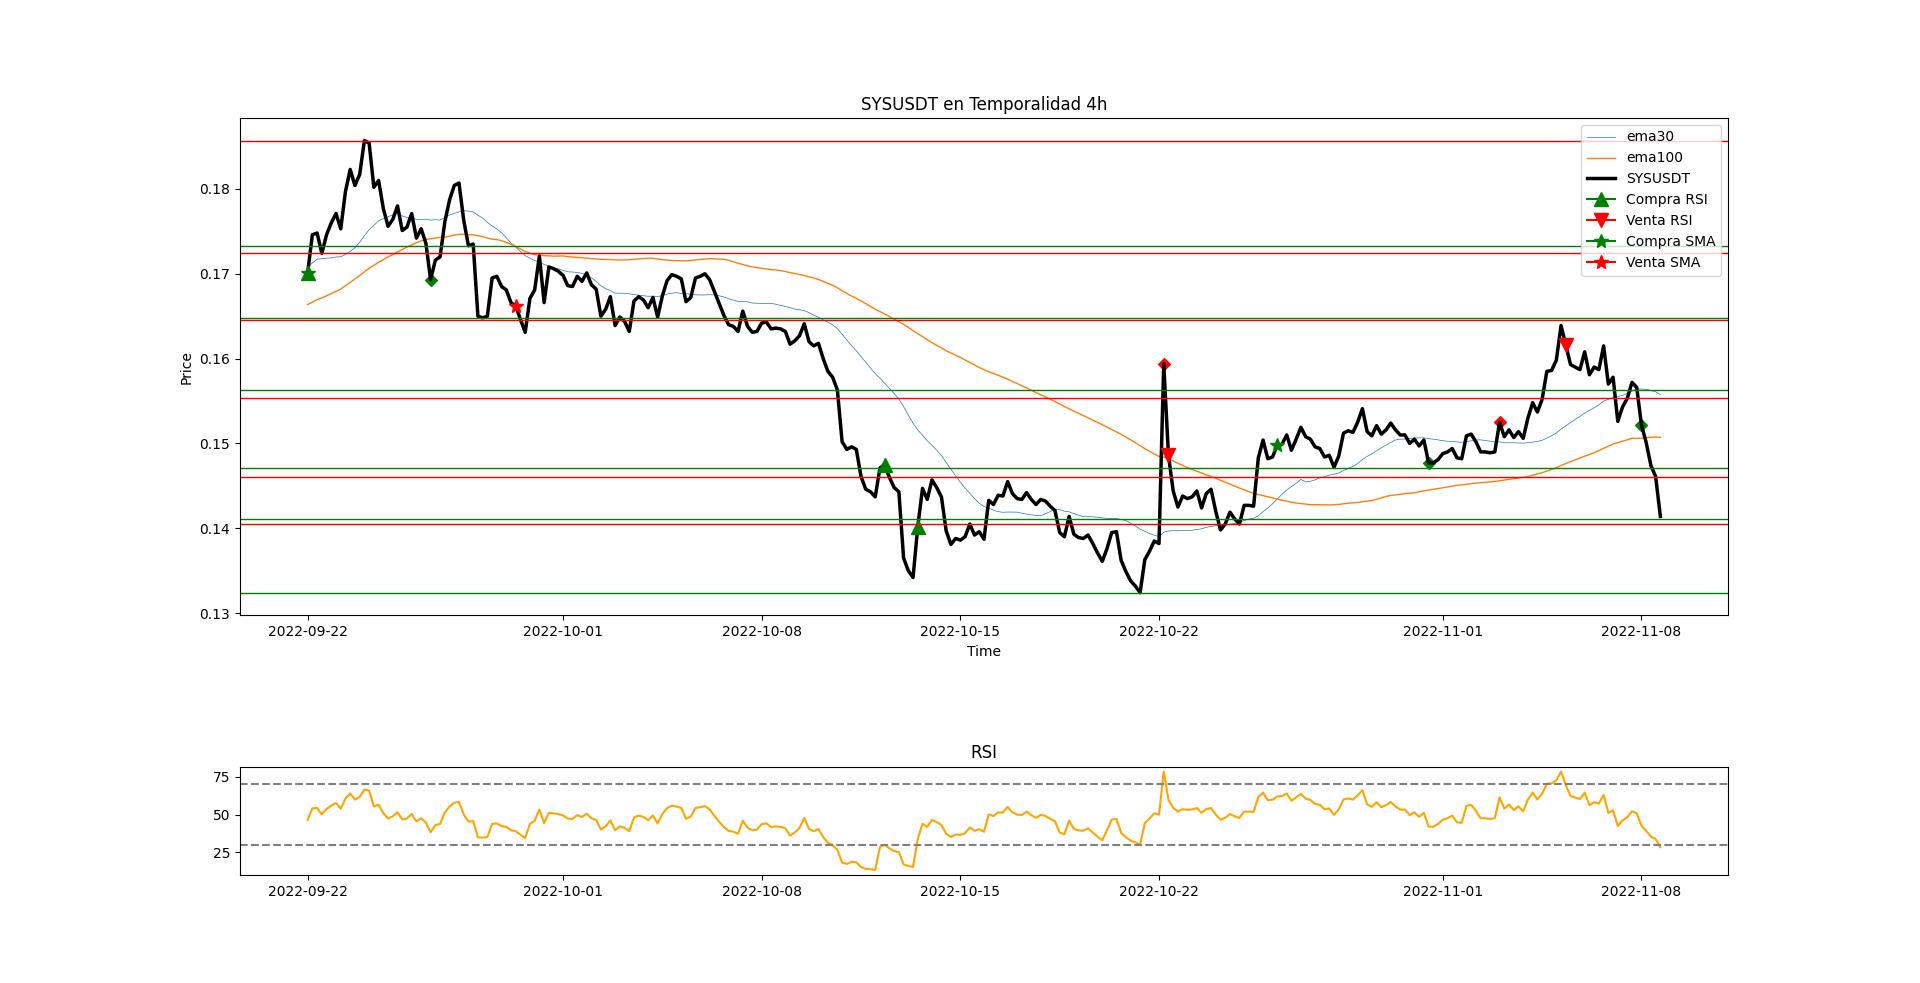 SYSUSDT en Temporalidad 4h
ema30
ema100
SYSUSDT
Compra RSI
Venta RSI
Compra SMA
Venta SMA
0.18
0.17
0.16
0.15
0.14
0.13
Price
2022-09-22 2022-10-01 2022-10-08 2022-10-15 2022-10-22 2022-11-01 2022-11-08
Time
RSI
75
50
25
2022-09-22 2022-10-01 2022-10-08 2022-10-15 2022-10-22 2022-11-01 2022-11-08